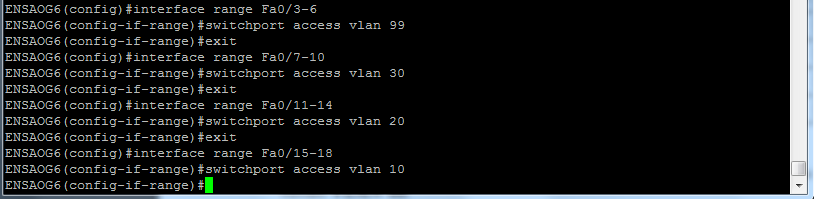 ENSAOG6(config)#interface range Fa0/3-6
ENSAOG6(config-if-range)#switchport access vlan 99
ENSAOG6(config-if-range)#exit
ENSAOG6(config)#interface range Fa0/7-10
ENSAOG6(config-if-range)#switchport access vlan 30
ENSAOG6(config-if-range)#exit
ENSAOG6(config)#interface range Fa0/11-14
ENSAOG6(config-if-range)#switchport access vlan 20
ENSAOG6(config-if-range)#exit
ENSAOG6(config)#interface range Fa0/15-18
ENSAOG6(config-if-range)#switchport access vlan 10
ENSAOG6(config-if-range)#